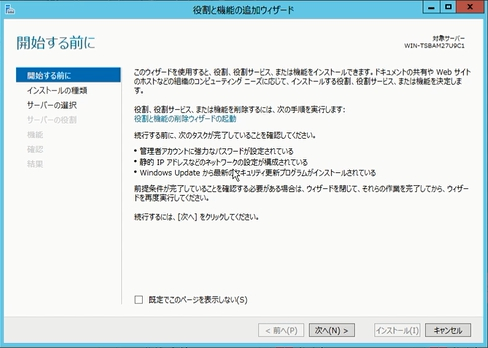 役割と機能の追加ウィザード
開始する前に
対象サーバー
WIN-TSBAM27U9C1
開始する前に
インストールの種類
サーバーの選択
サーバーの役割
機能
確認
結果
このウィザードを使用すると、役割、役割サービス、または機能をインストールできます。ドキュメントの共有や Web サイト
のホストなどの組織のコンピューティング ニーズに応じて、インストールする役割、役割サービス、または機能を決定しま
す。
役割、役割サービス、または機能を削除するには、次の手順を実行します:
役割と機能の削除ウィザードの起動
続行する前に、次のタスクが完了していることを確認してください。
• 管理者アカウントに強力なパスワードが設定されている
• 静的 IP アドレスなどのネットワークの設定が構成されている
• Windows Update から最新のセキュリティ更新プログラムがインストールされている
前提条件が完了していることを確認する必要がある場合は、ウィザードを閉じて、それらの作業を完了してから、ウィザー
ドを再度実行してください。
続行するには、[次へ] をクリックしてください。
既定でこのページを表示しない(S)
< 前へ(P)
次へ(N) >
インストール(I)
キャンセル